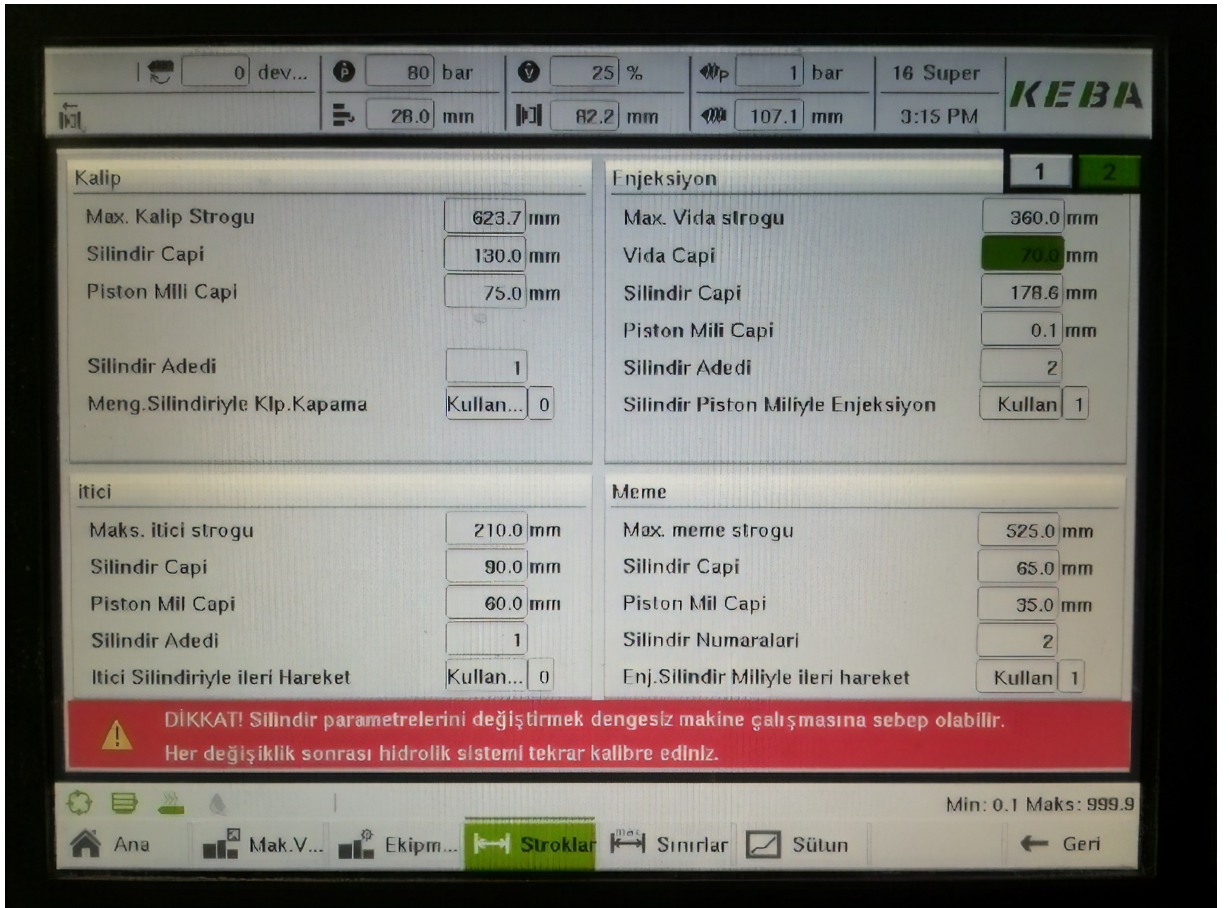 0 dev... 80 bar 25 % 1 bar 16 Super
KEBA
28.0 mm 82.2 mm 107.1 mm 3:15 PM
1 2
Kalip
Max. Kalip Strogu 623.7 mm
Silindir Capi 130.0 mm
Piston Mili Capi 75.0 mm
Silindir Adedi 1
Meng.Silindiriyle Klp.Kapama Kullan... 0
Enjeksiyon
Max. Vida strogu 360.0 mm
Vida Capi 70.0 mm
Silindir Capi 178.6 mm
Piston Mili Capi 0.1 mm
Silindir Adedi 2
Silindir Piston Miliyle Enjeksiyon Kullan 1
itici
Maks. itici strogu 210.0 mm
Silindir Capi 90.0 mm
Piston Mil Capi 60.0 mm
Silindir Adedi 1
Itici Silindiriyle ileri Hareket Kullan... 0
Meme
Max. meme strogu 525.0 mm
Silindir Capi 65.0 mm
Piston Mil Capi 35.0 mm
Silindir Numaralari 2
Enj.Silindir Miliyle ileri hareket Kullan 1
DİKKAT! Silindir parametrelerini değiştirmek dengesiz makine çalışmasına sebep olabilir.
Her değişiklik sonrası hidrolik sistemi tekrar kalibre ediniz.
Min: 0.1 Maks: 999.9
Ana Mak.V... Ekipm... Stroklar max Sınırlar Sütun Geri